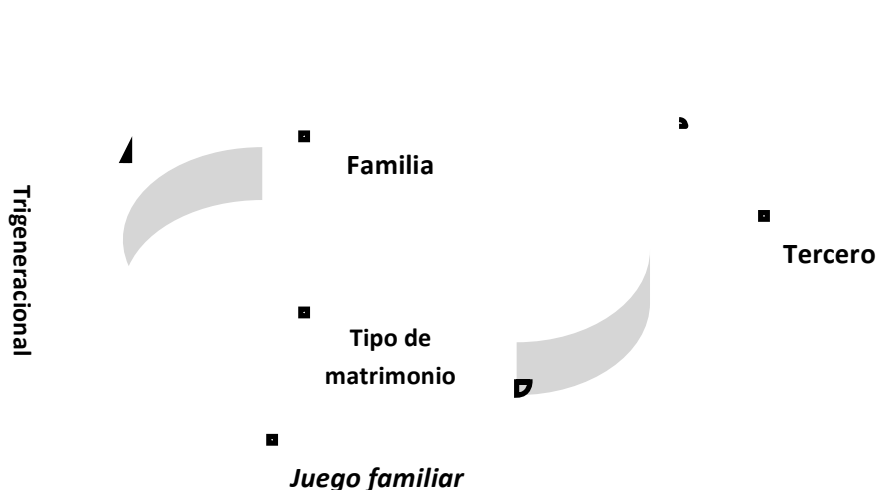 Trigeneracional
Familia
Tercero
Tipo de
matrimonio
Juego familiar